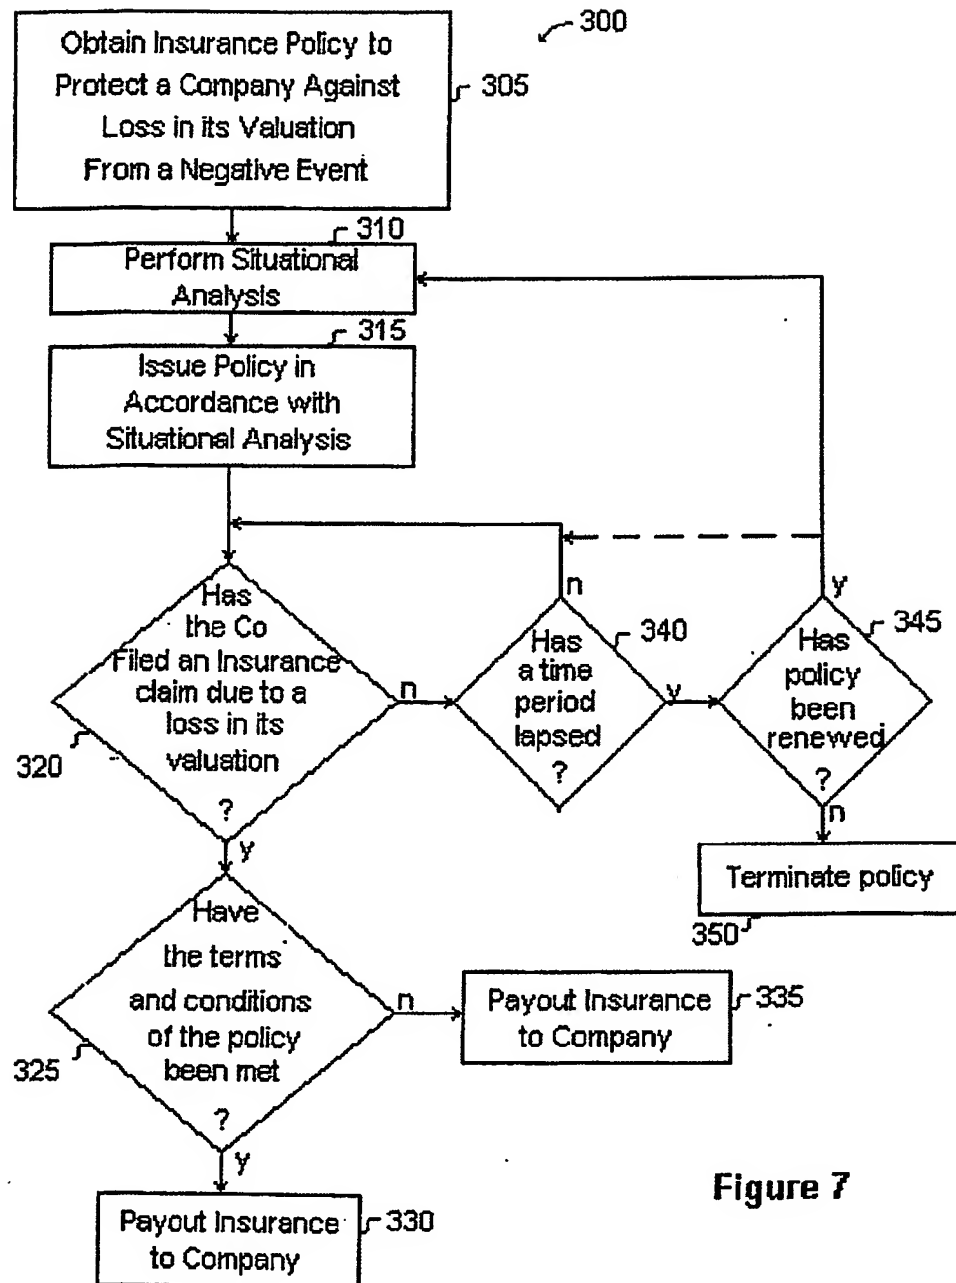 300
Obtain Insurance Policy to
Protect a Company Against
Loss in its Valuation
From a Negative Event
305
310
Perform Situational
Analysis
315
Issue Policy in
Accordance with
Situational Analysis
Has
the Co
Filed an Insurance
claim due to a
loss in its
valuation
?
320
n
y
n
Has
a time
period
lapsed
?
340
y
y
Has
policy
been
renewed
?
345
n
Terminate policy
350
Have
the terms
and conditions
of the policy
been met
?
325
n
y
Payout Insurance
to Company
335
Payout Insurance
to Company
330
Figure 7